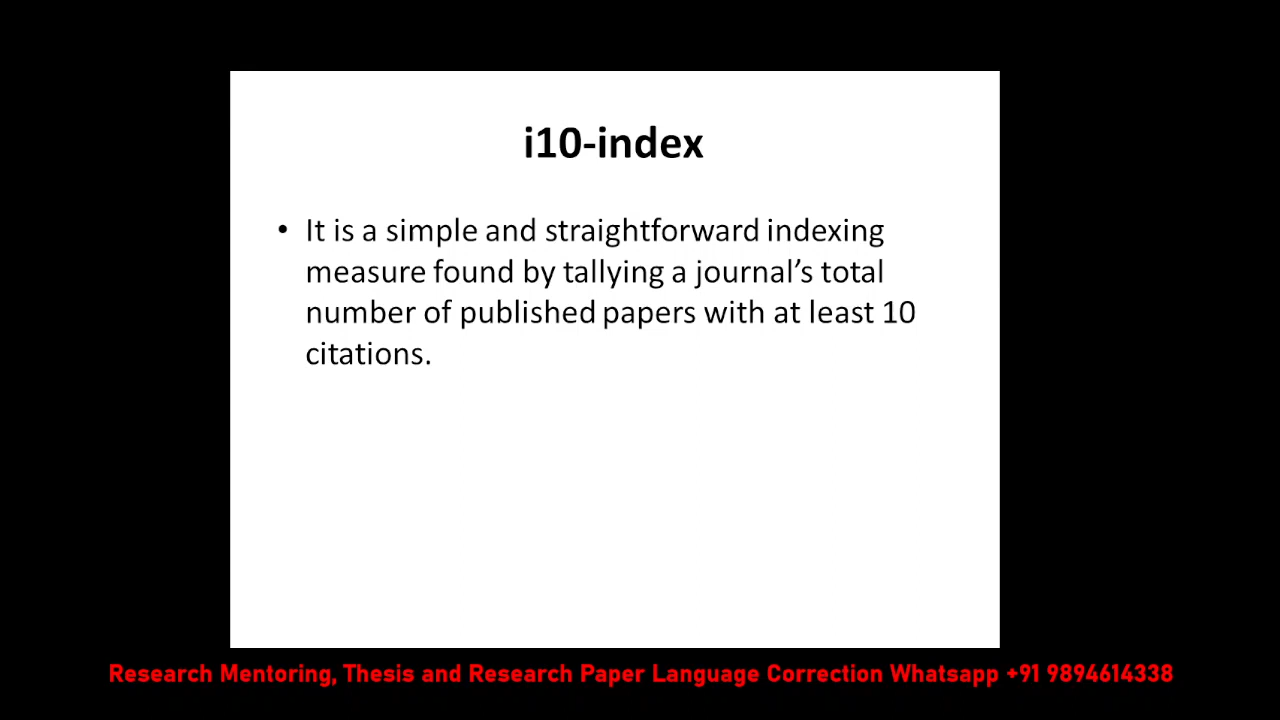 i10-index
• It is a simple and straightforward indexing
measure found by tallying a journal’s total
number of published papers with at least 10
citations.
Research Mentoring, Thesis and Research Paper Language Correction Whatsapp +91 9894614338